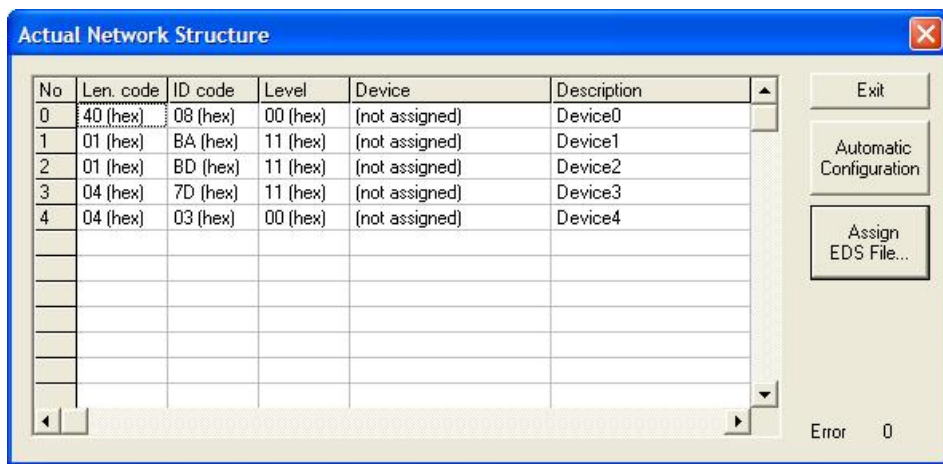 Actual Network Structure
No Len. code ID code Level Device Description
0 40 (hex) 08 (hex) 00 (hex) (not assigned) Device0
1 01 (hex) BA (hex) 11 (hex) (not assigned) Device1
2 01 (hex) BD (hex) 11 (hex) (not assigned) Device2
3 04 (hex) 7D (hex) 11 (hex) (not assigned) Device3
4 04 (hex) 03 (hex) 00 (hex) (not assigned) Device4
Exit
Automatic
Configuration
Assign
EDS File...
Error 0